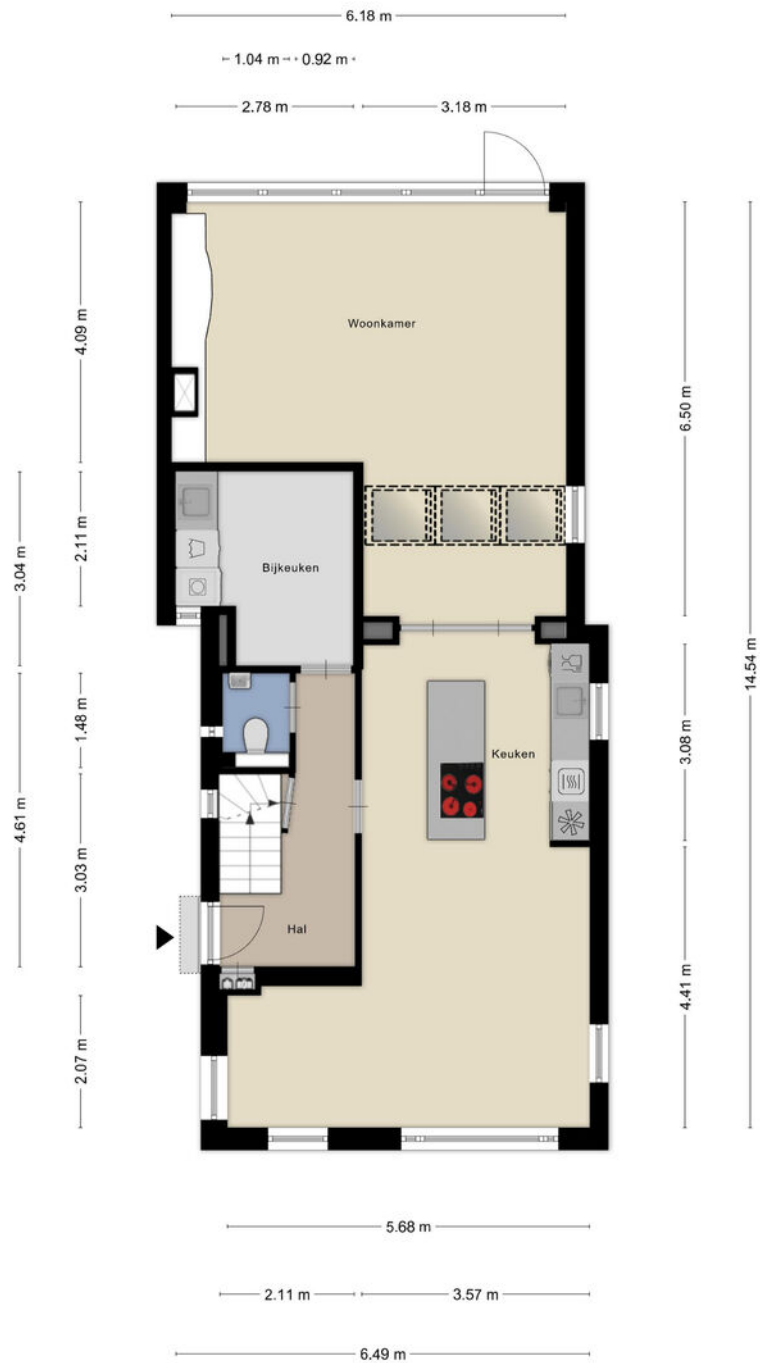 6.18 m
1.04 m
0.92 m
2.78 m
3.18 m
4.09 m
Woonkamer
6.50 m
14.54 m
2.11 m
3.04 m
Bijkeuken
1.48 m
3.08 m
Keuken
4.61 m
3.03 m
Hal
4.41 m
2.07 m
5.68 m
2.11 m
3.57 m
6.49 m